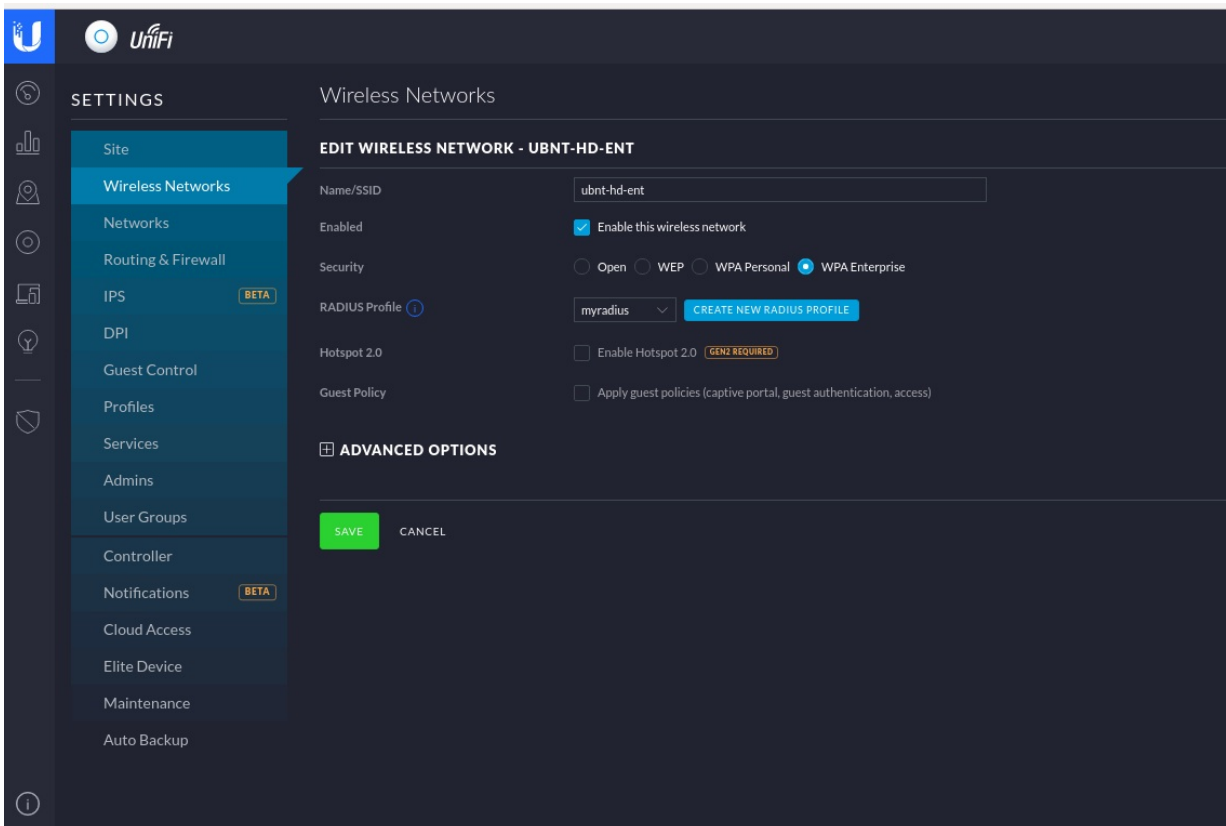 UniFi
SETTINGS
Site
Wireless Networks
Networks
Routing & Firewall
IPS BETA
DPI
Guest Control
Profiles
Services
Admins
User Groups
Controller
Notifications BETA
Cloud Access
Elite Device
Maintenance
Auto Backup
Wireless Networks
EDIT WIRELESS NETWORK - UBNT-HD-ENT
Name/SSID ubnt-hd-ent
Enabled Enable this wireless network
Security Open WEP WPA Personal WPA Enterprise
RADIUS Profile myradius CREATE NEW RADIUS PROFILE
Hotspot 2.0 Enable Hotspot 2.0 GEN2 REQUIRED
Guest Policy Apply guest policies (captive portal, guest authentication, access)
ADVANCED OPTIONS
SAVE CANCEL